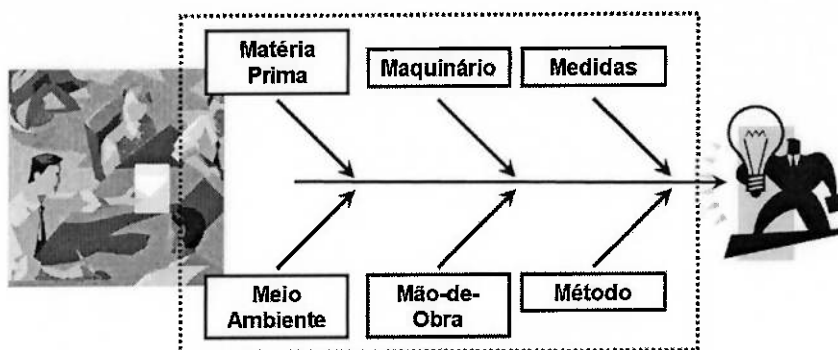 Matéria
Prima
Maquinário
Medidas
Meio
Ambiente
Mão-de-
Obra
Método